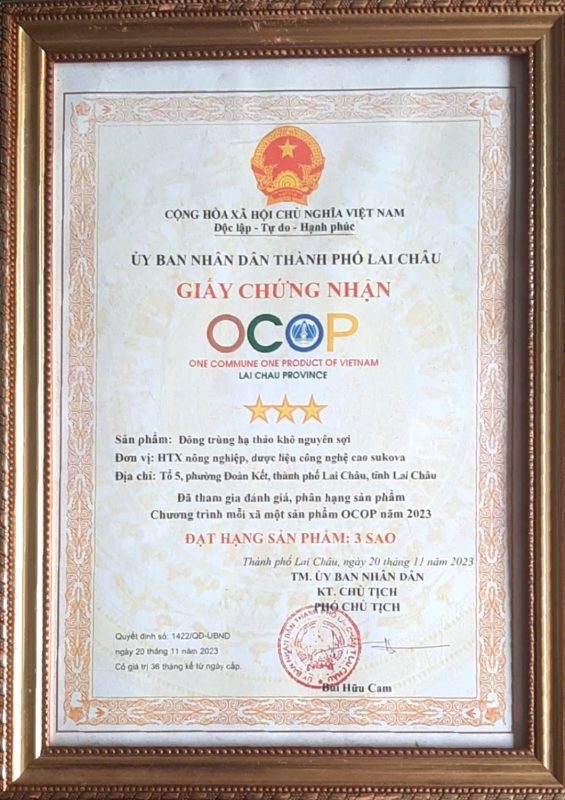 CỘNG HÒA XÃ HỘI CHỦ NGHĨA VIỆT NAM
Độc lập - Tự do - Hạnh phúc
ỦY BAN NHÂN DÂN THÀNH PHỐ LAI CHÂU
GIẤY CHỨNG NHẬN
OCOP
ONE COMMUNE ONE PRODUCT OF VIETNAM
LAI CHAU PROVINCE
Sản phẩm: Đông trùng hạ thảo khô nguyên sợi
Đơn vị: HTX nông nghiệp, dược liệu công nghệ cao sukova
Địa chỉ: Tổ 5, phường Đoàn Kết, thành phố Lai Châu, tỉnh Lai Châu
Đã tham gia đánh giá, phân hạng sản phẩm
Chương trình mỗi xã một sản phẩm OCOP năm 2023
ĐẠT HẠNG SẢN PHẨM: 3 SAO
Thành phố Lai Châu, ngày 20 tháng 11 năm 2023
TM. ỦY BAN NHÂN DÂN
KT. CHỦ TỊCH
PHÓ CHỦ TỊCH
Quyết định số: 1422/QĐ-UBND
ngày 20 tháng 11 năm 2023
Có giá trị 36 tháng kể từ ngày cấp.
Bùi Hữu Cam